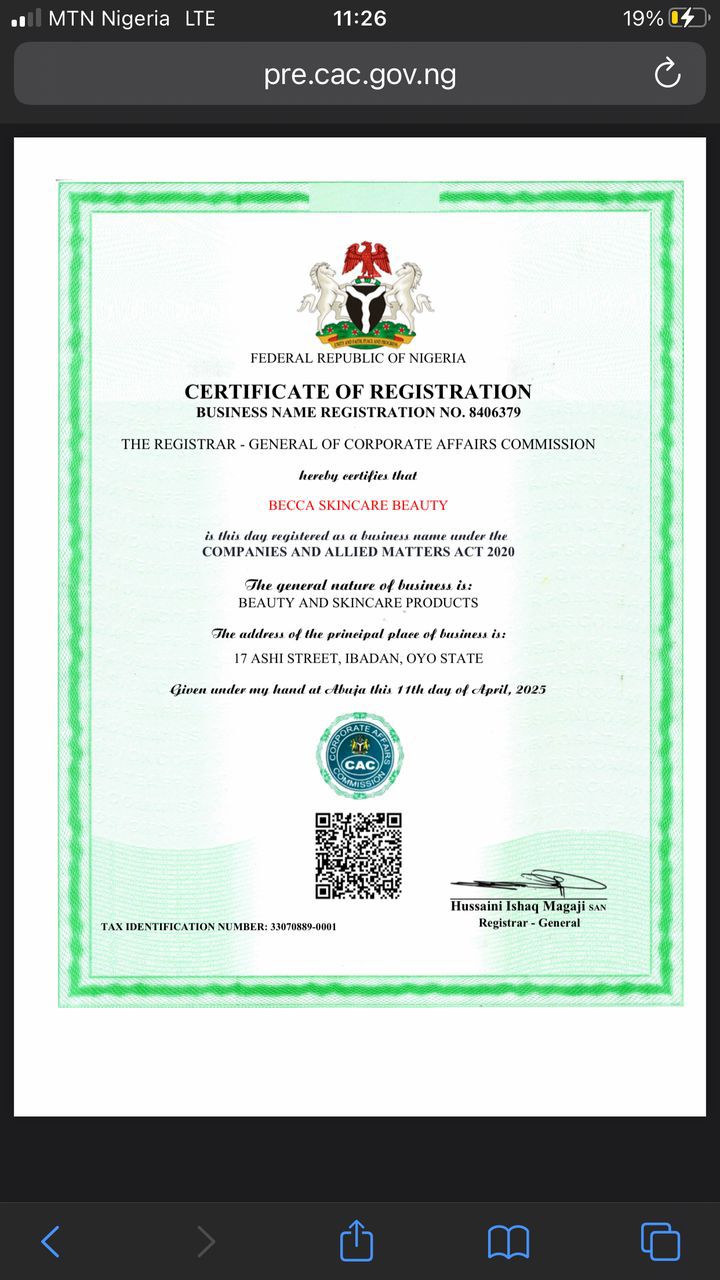 MTN Nigeria LTE 11:26 19%
pre.cac.gov.ng
UNITY AND FAITH, PEACE AND PROGRESS
FEDERAL REPUBLIC OF NIGERIA
CERTIFICATE OF REGISTRATION
BUSINESS NAME REGISTRATION NO. 8406379
THE REGISTRAR - GENERAL OF CORPORATE AFFAIRS COMMISSION
hereby certifies that
BECCA SKINCARE BEAUTY
is this day registered as a business name under the
COMPANIES AND ALLIED MATTERS ACT 2020
The general nature of business is:
BEAUTY AND SKINCARE PRODUCTS
The address of the principal place of business is:
17 ASHI STREET, IBADAN, OYO STATE
Given under my hand at Abuja this 11th day of April, 2025
CORPORATE AFFAIRS
CAC
COMMISSION
Hussaini Ishaq Magaji SAN
Registrar - General
TAX IDENTIFICATION NUMBER: 33070889-0001